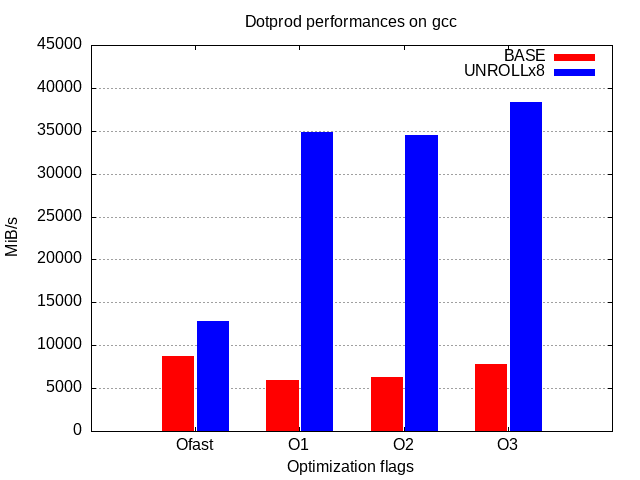 Dotprod performances on gcc
45000
40000
35000
30000
25000
20000
15000
10000
5000
0
MiB/s
BASE
UNROLLx8
Ofast O1 O2 O3
Optimization flags